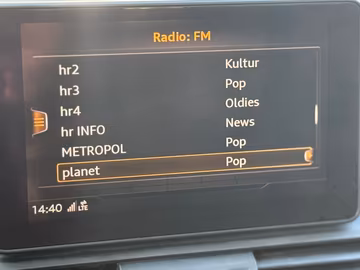 Radio: FM
hr2 Kultur
hr3 Pop
hr4 Oldies
hr INFO News
METROPOL Pop
planet Pop
14:40 LTE